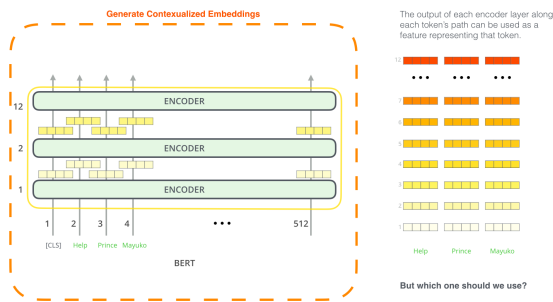 Generate Contexualized Embeddings
12 ENCODER
2 ENCODER
1 ENCODER
1 2 3 4 ••• 512
[CLS] Help Prince Mayuko
BERT
The output of each encoder layer along
each token's path can be used as a
feature representing that token.
12
••• ••• •••
7
6
5
4
3
2
1
Help Prince Mayuko
But which one should we use?